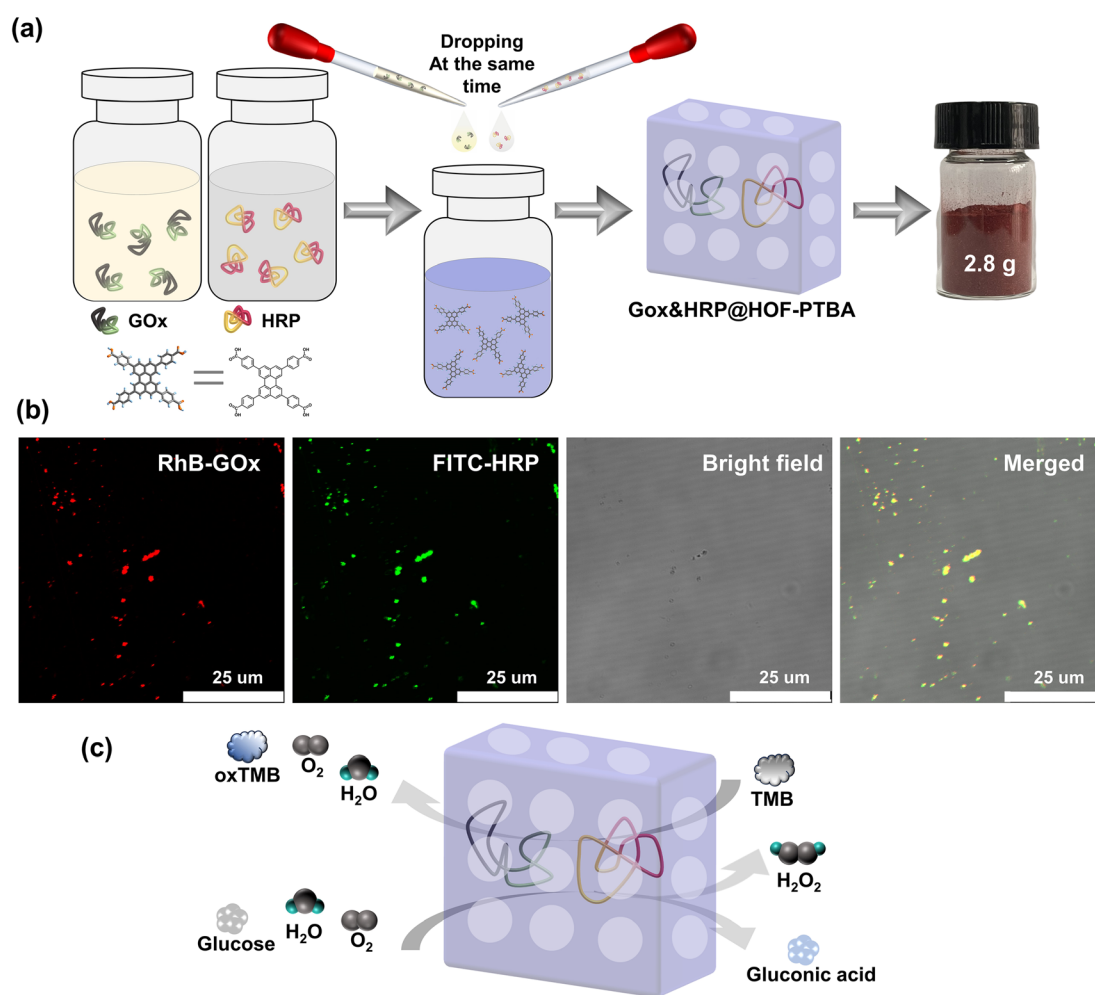 (a)
Dropping
At the same
time
GOx
HRP
Gox&HRP@HOF-PTBA
2.8 g
(b)
RhB-GOx
FITC-HRP
Bright field
Merged
25 um
25 um
25 um
25 um
(c)
oxTMB
O₂
H₂O
TMB
H₂O₂
Glucose
H₂O
O₂
Gluconic acid